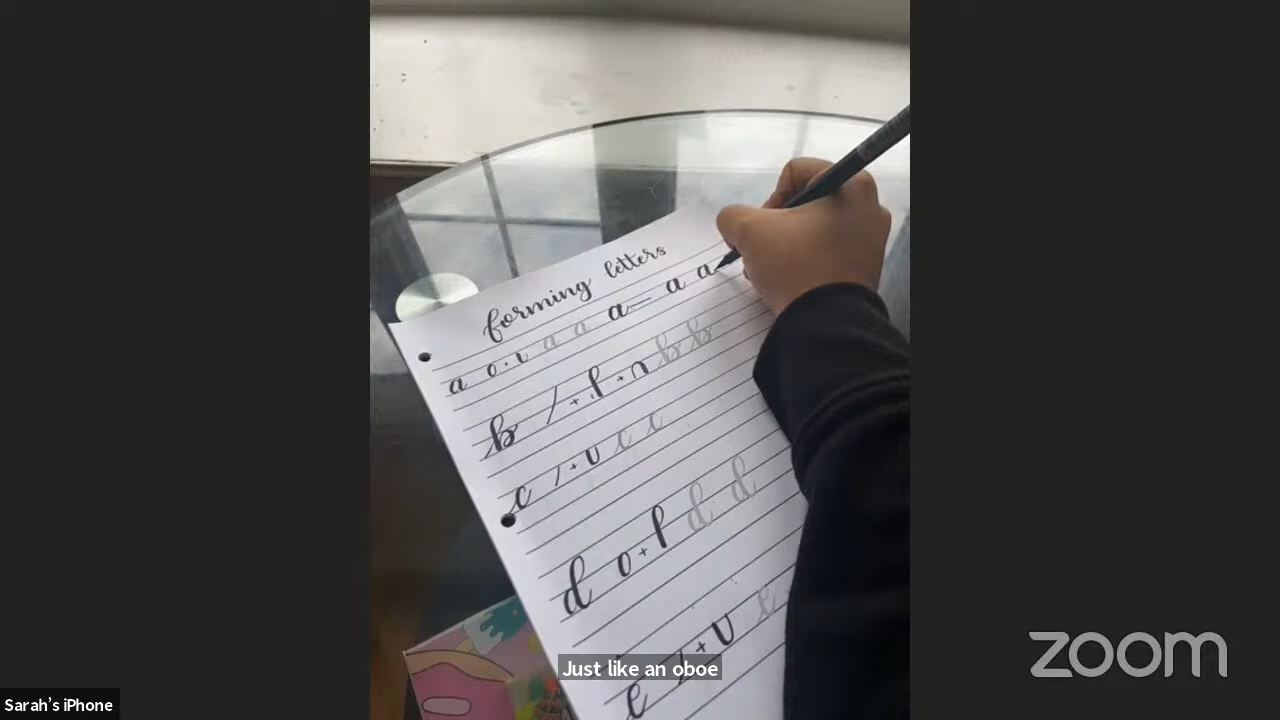 forming letters
a o + ι a a a — a a
b / + l + n b b
c / + υ c c
d o + l d d
e / + υ e
Just like an oboe
Sarah's iPhone
zoom